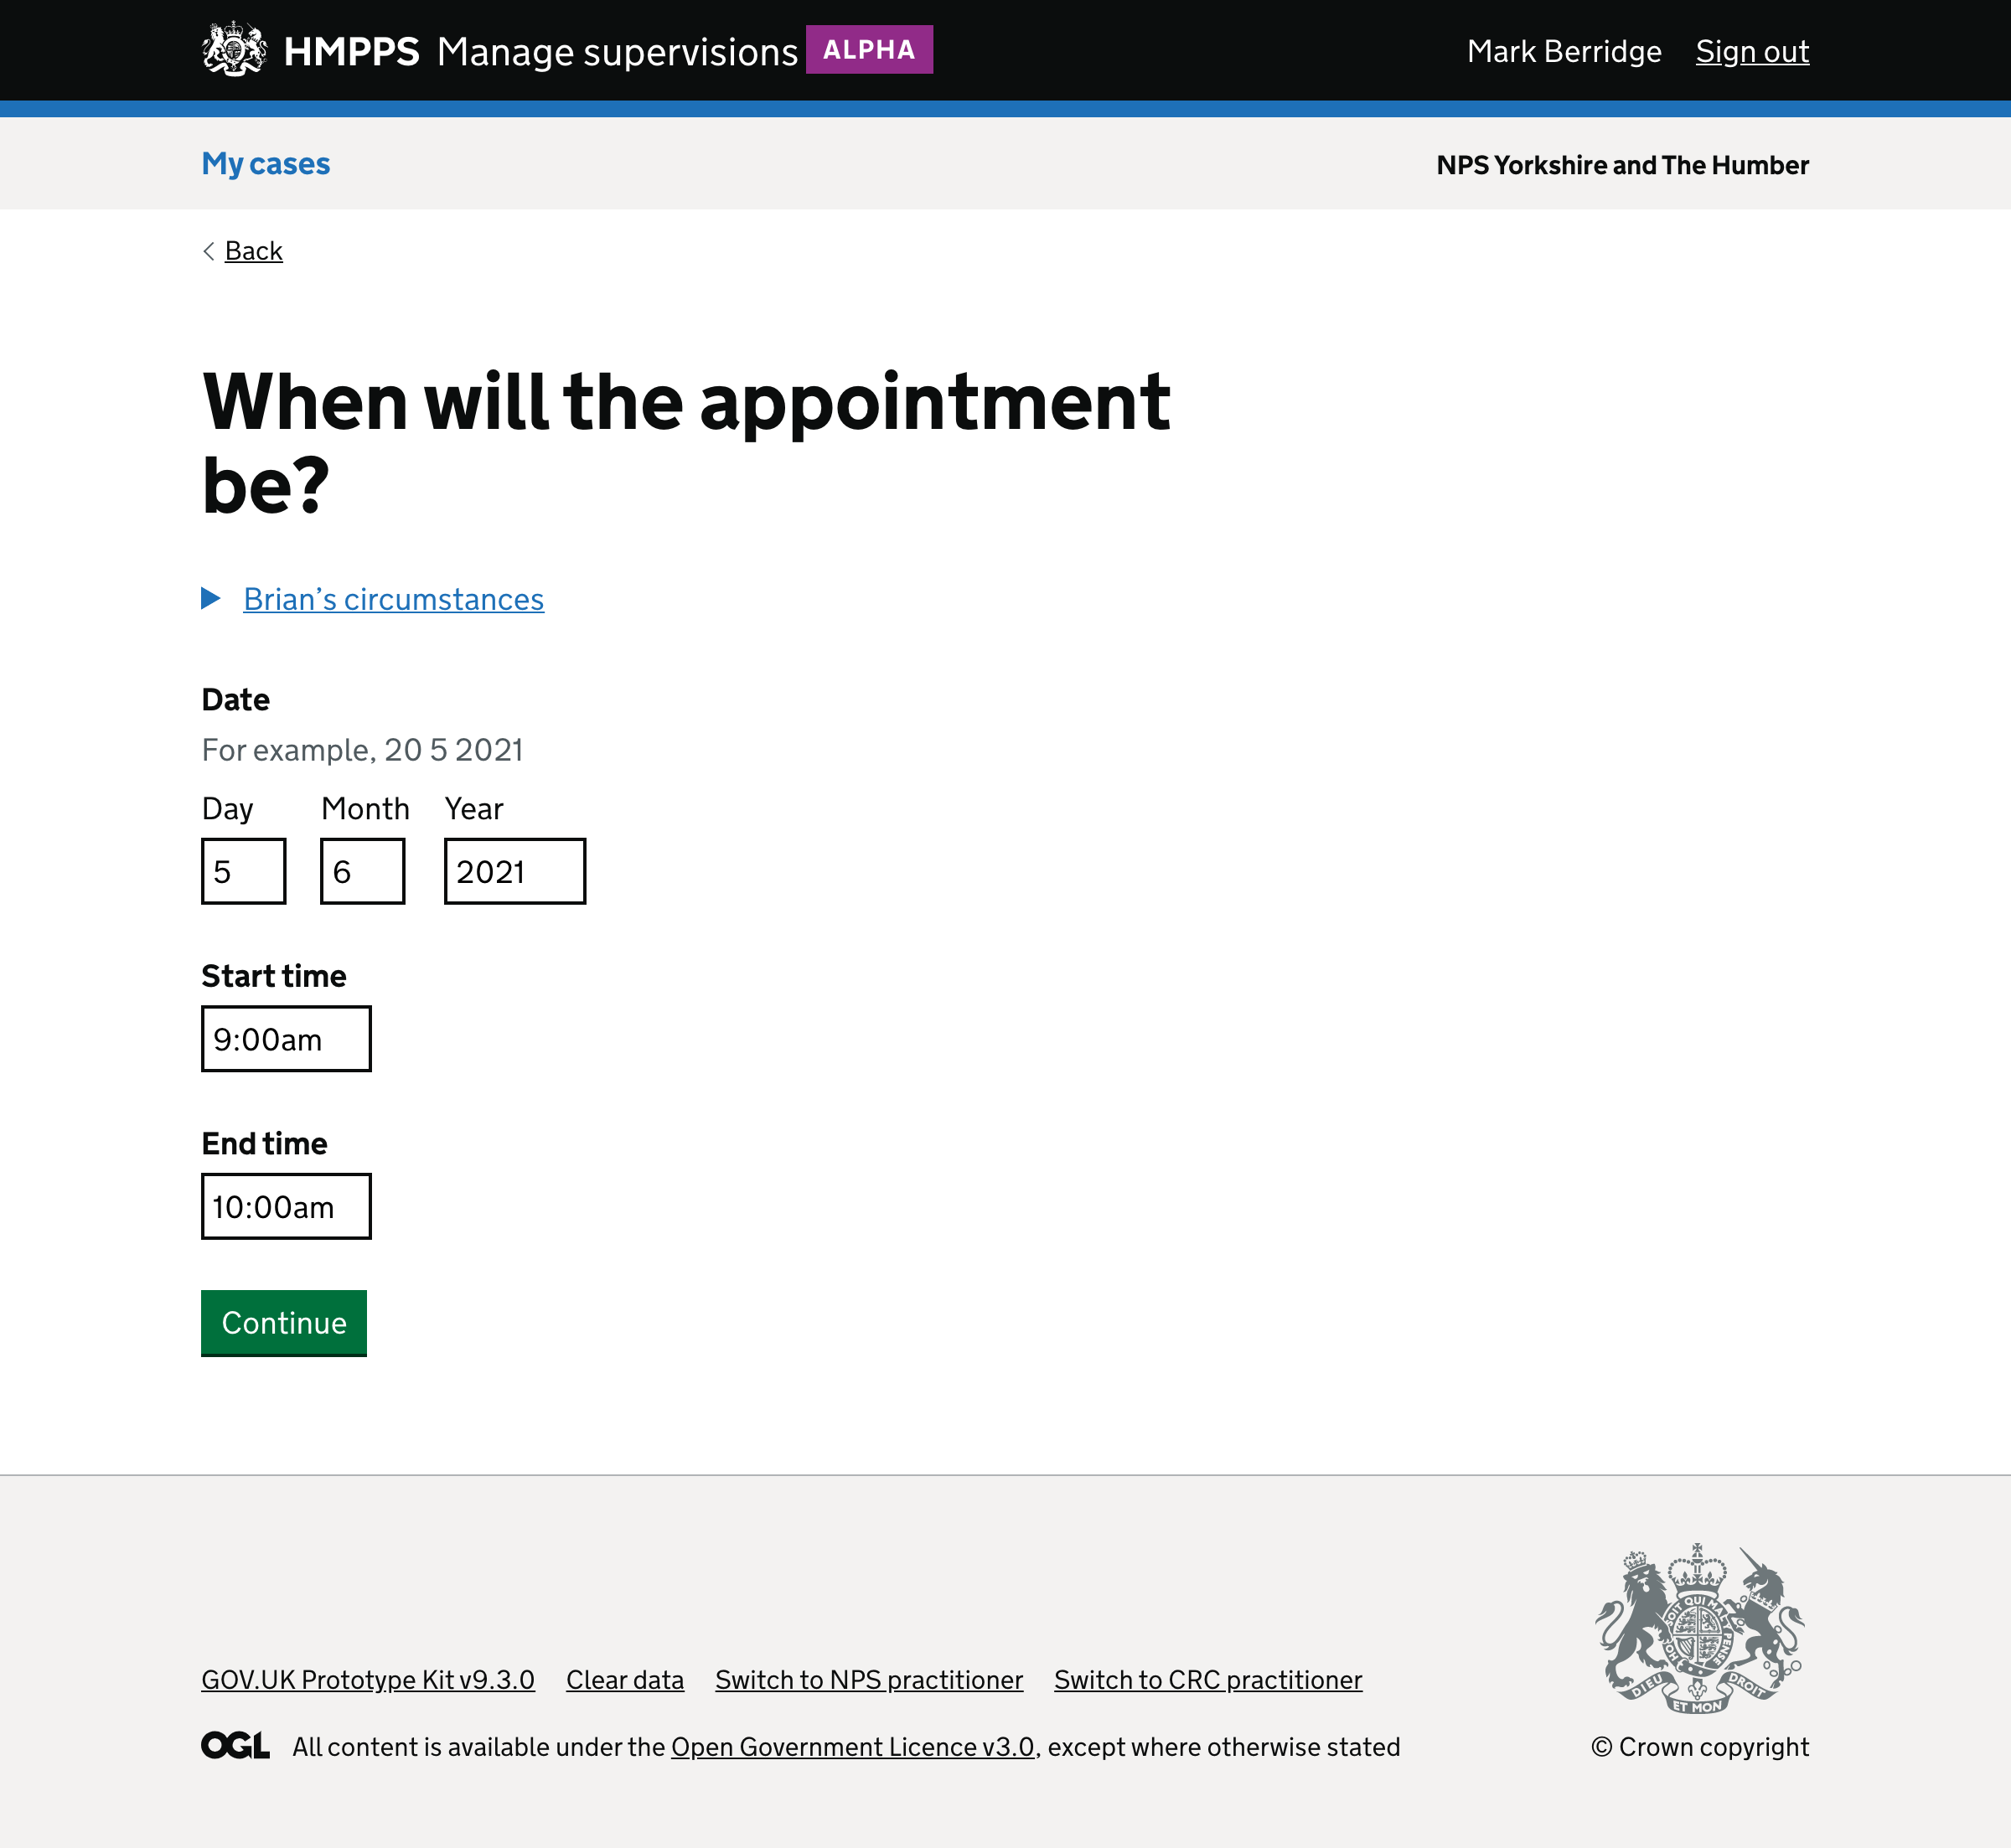 HMPPS Manage supervisions ALPHA
Mark Berridge Sign out
My cases
NPS Yorkshire and The Humber
Back
When will the appointment
be?
Brian’s circumstances
Date
For example, 20 5 2021
Day Month Year
5 6 2021
Start time
9:00am
End time
10:00am
Continue
GOV.UK Prototype Kit v9.3.0 Clear data Switch to NPS practitioner Switch to CRC practitioner
OGL All content is available under the Open Government Licence v3.0, except where otherwise stated
SOIT QUI MAL Y PENSE
DIEU ET MON DROIT
© Crown copyright